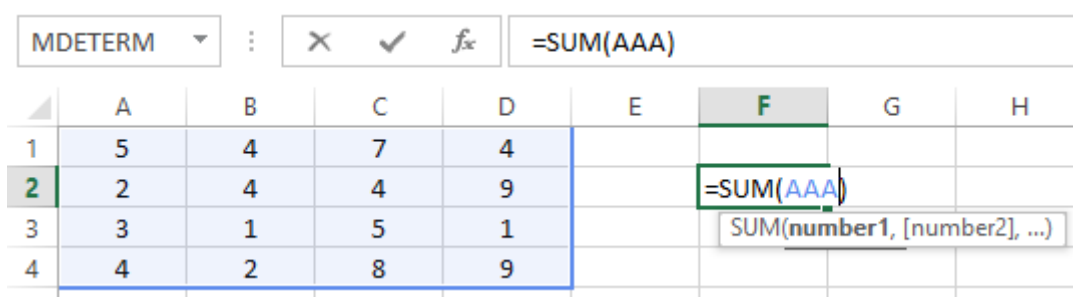 MDETERM fx =SUM(AAA)
A B C D E F G H
1 5 4 7 4
2 2 4 4 9 =SUM(AAA)
3 3 1 5 1 SUM(number1, [number2], ...)
4 4 2 8 9